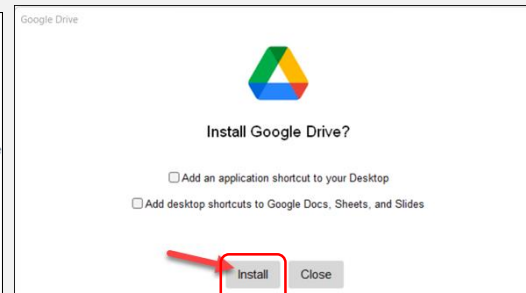 Google Drive
Install Google Drive?
Add an application shortcut to your Desktop
Add desktop shortcuts to Google Docs, Sheets, and Slides
Install Close